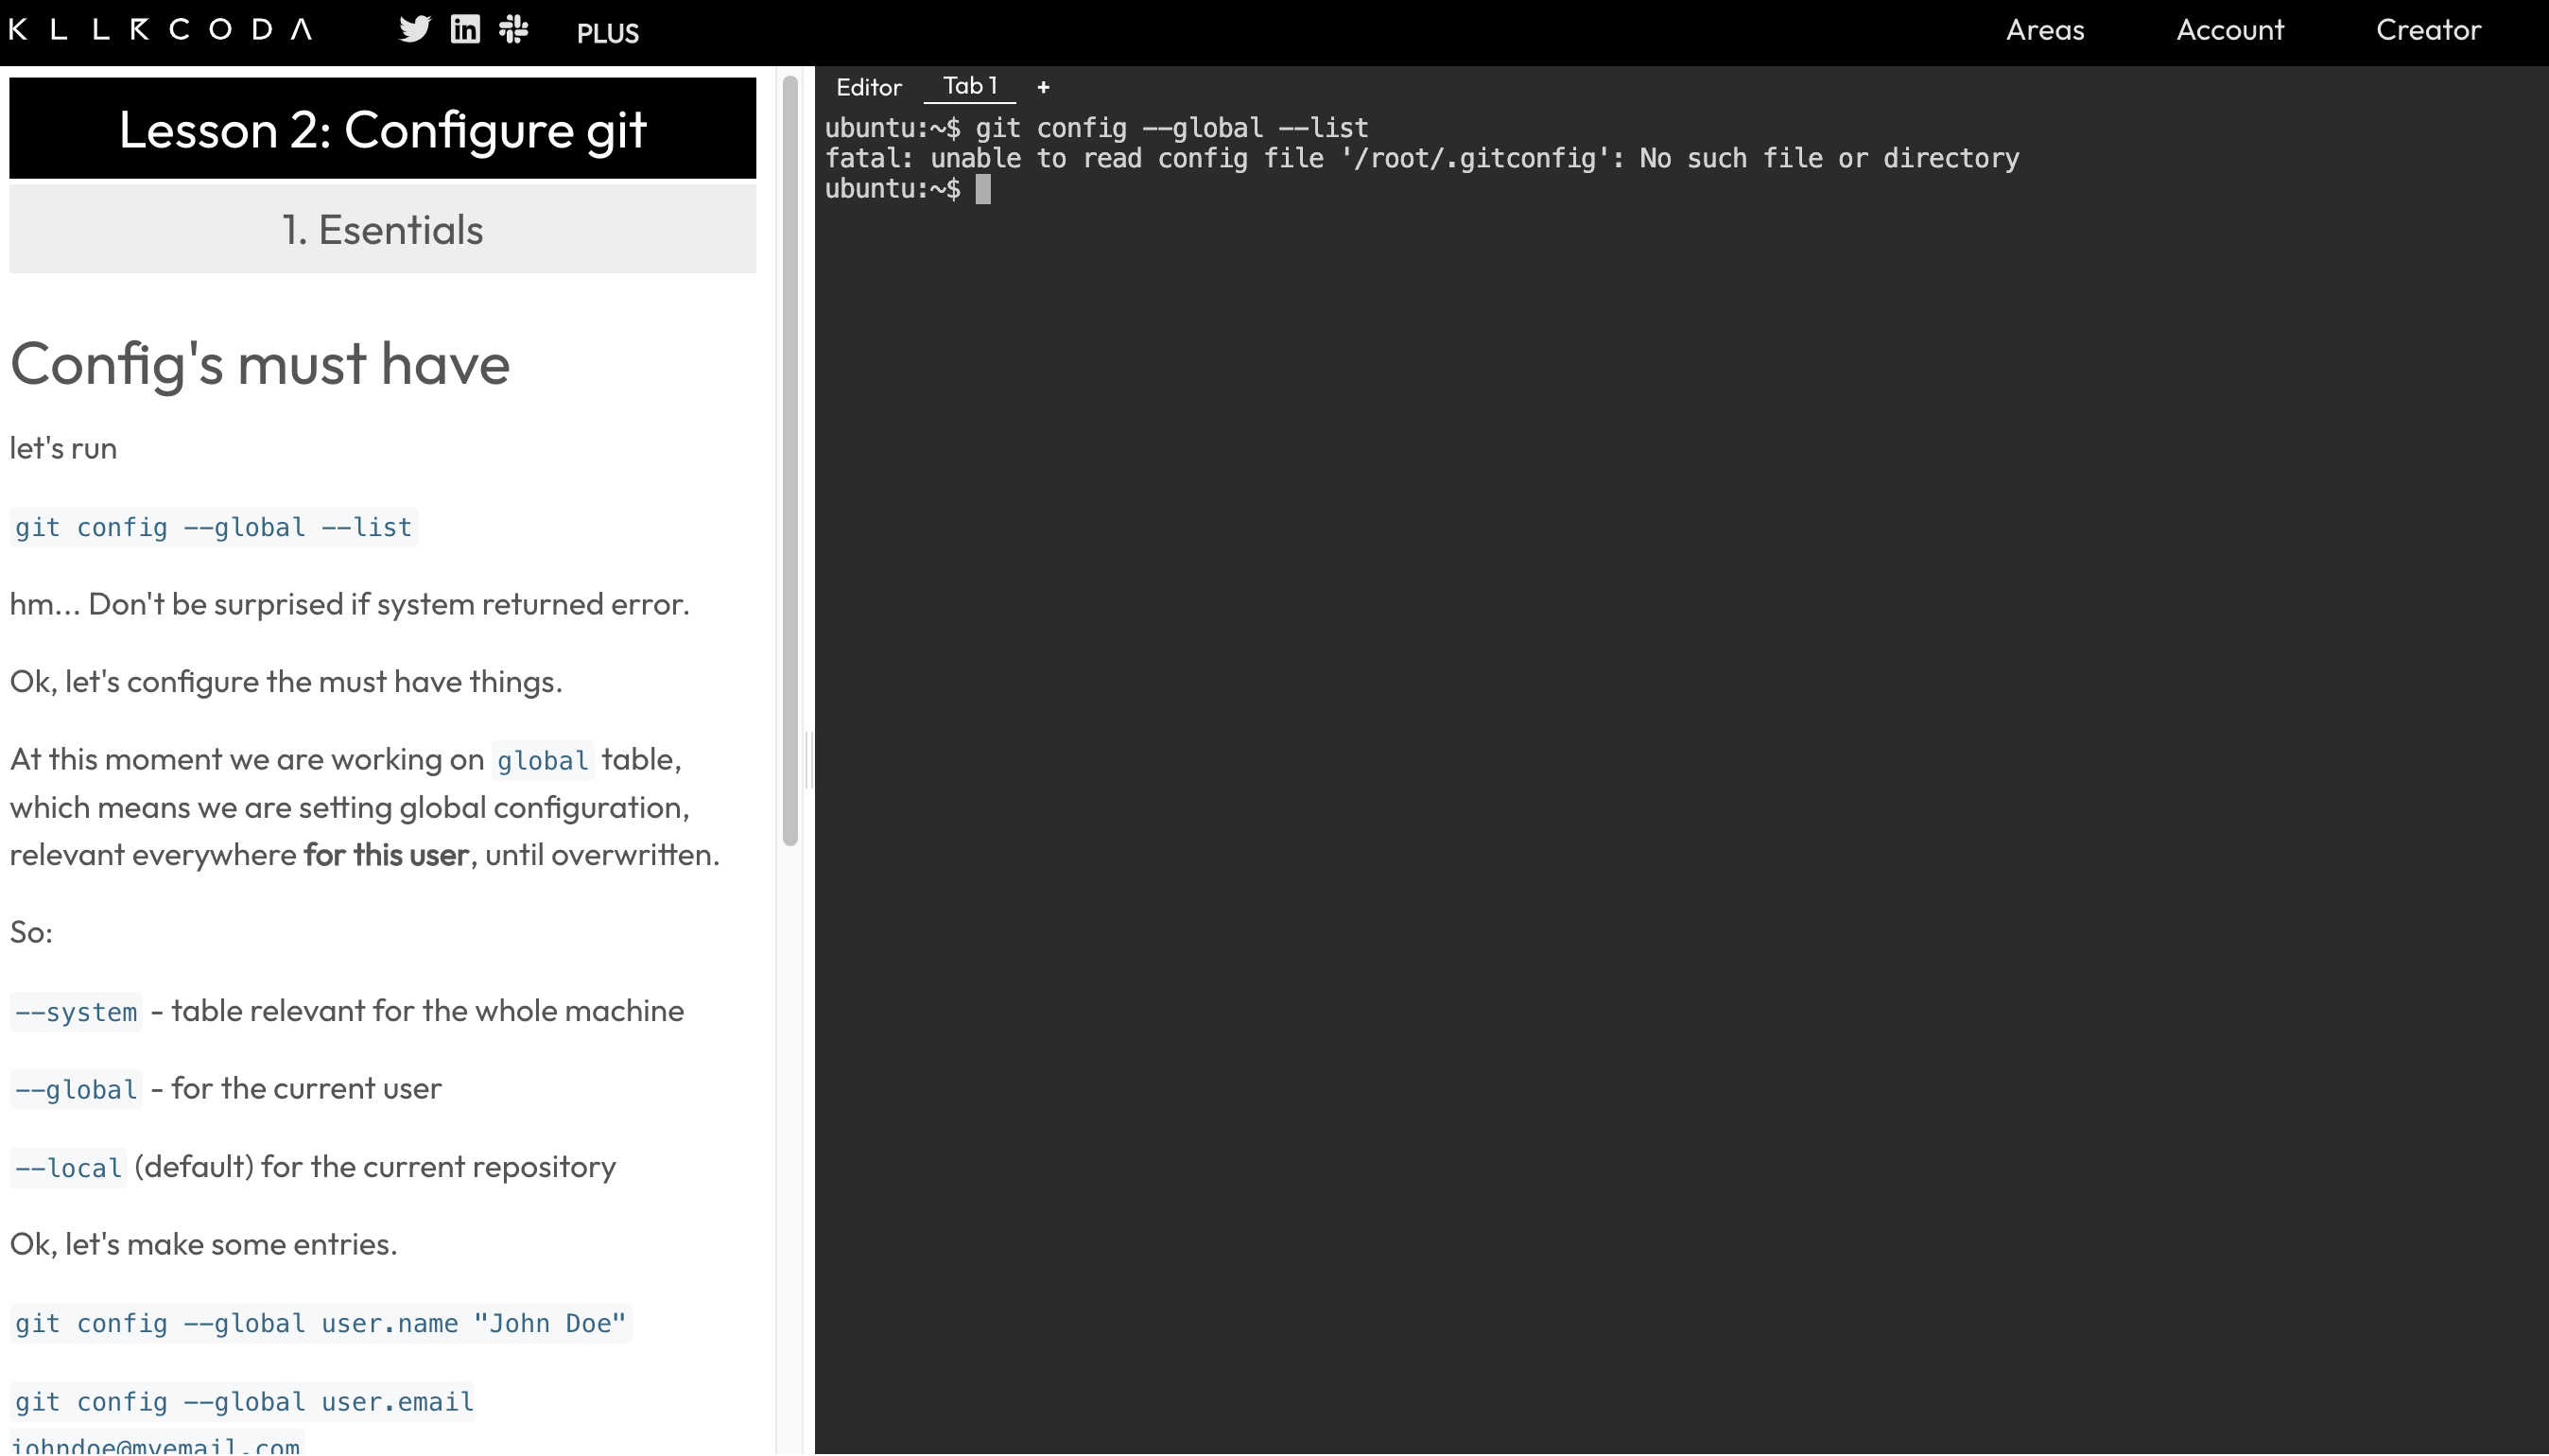 KLLRCODA PLUS Areas Account Creator
Lesson 2: Configure git
1. Esentials
Config's must have
let's run
git config --global --list
hm... Don't be surprised if system returned error.
Ok, let's configure the must have things.
At this moment we are working on global table,
which means we are setting global configuration,
relevant everywhere for this user, until overwritten.
So:
--system - table relevant for the whole machine
--global - for the current user
--local (default) for the current repository
Ok, let's make some entries.
git config --global user.name "John Doe"
git config --global user.email
johndoe@myemail.com
Editor Tab 1 +
ubuntu:~$ git config --global --list
fatal: unable to read config file '/root/.gitconfig': No such file or directory
ubuntu:~$